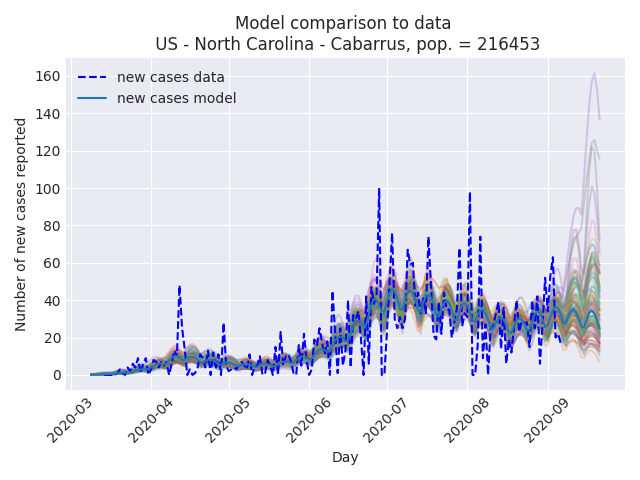 Model comparison to data
US - North Carolina - Cabarrus, pop. = 216453
new cases data
new cases model
Number of new cases reported
160
140
120
100
80
60
40
20
0
2020-03
2020-04
2020-05
2020-06
2020-07
2020-08
2020-09
Day